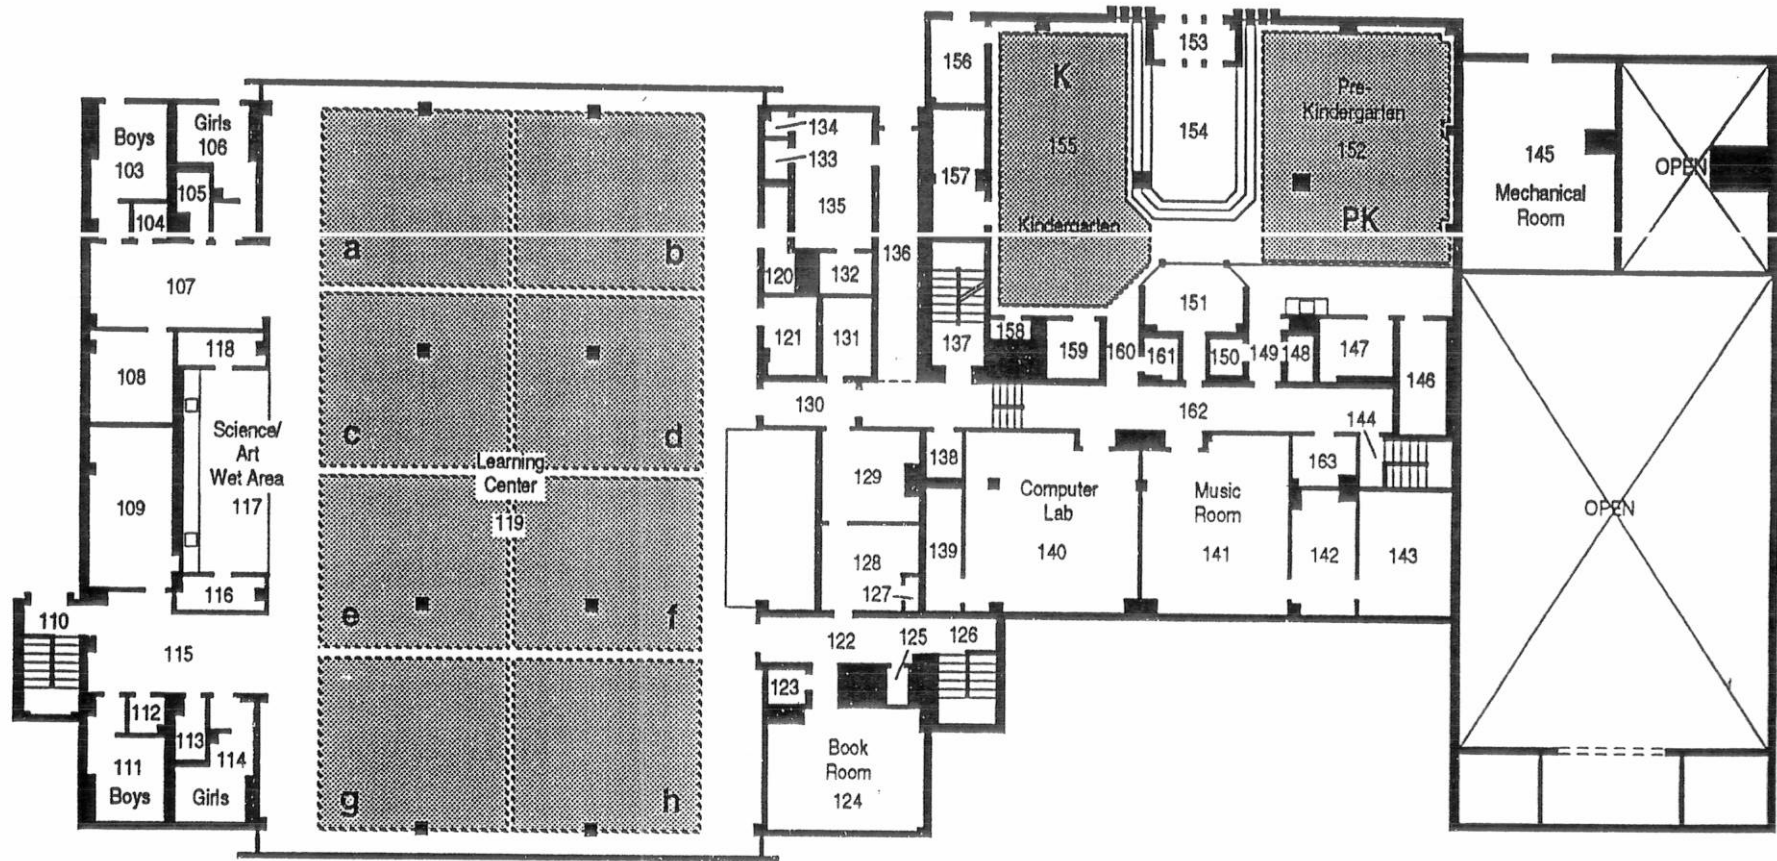 Boys
103
Girls
106
105
104
107
108
118
Science/
Art
Wet Area
117
109
116
110
115
112
113
114
111
Boys
Girls
a
b
c
d
Learning
Center
119
e
f
g
h
134
133
135
120
132
136
121
131
130
129
128
127
122
125
126
123
Book
Room
124
156
157
137
K
155
Kindergarten
153
154
Pre-
Kindergarten
152
PK
151
158
159
160
161
150
149
148
147
146
162
144
138
139
Computer
Lab
140
Music
Room
141
163
142
143
145
Mechanical
Room
OPEN
OPEN